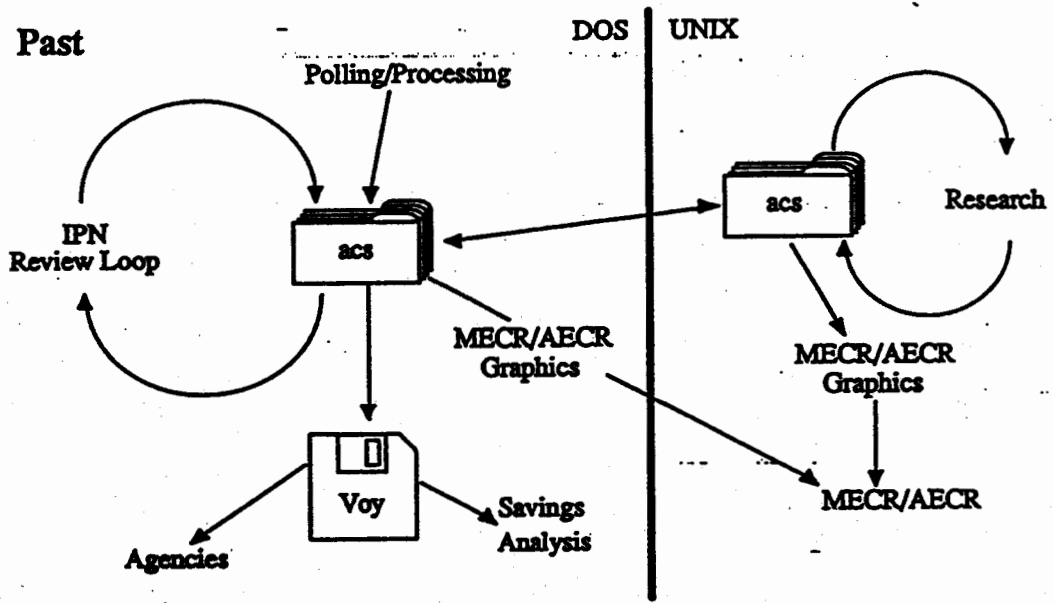 Past
DOS
UNIX
Polling/Processing
IPN
Review Loop
acs
acs
Research
MECR/AECR
Graphics
MECR/AECR
Graphics
Voy
Savings
Analysis
Agencies
MECR/AECR